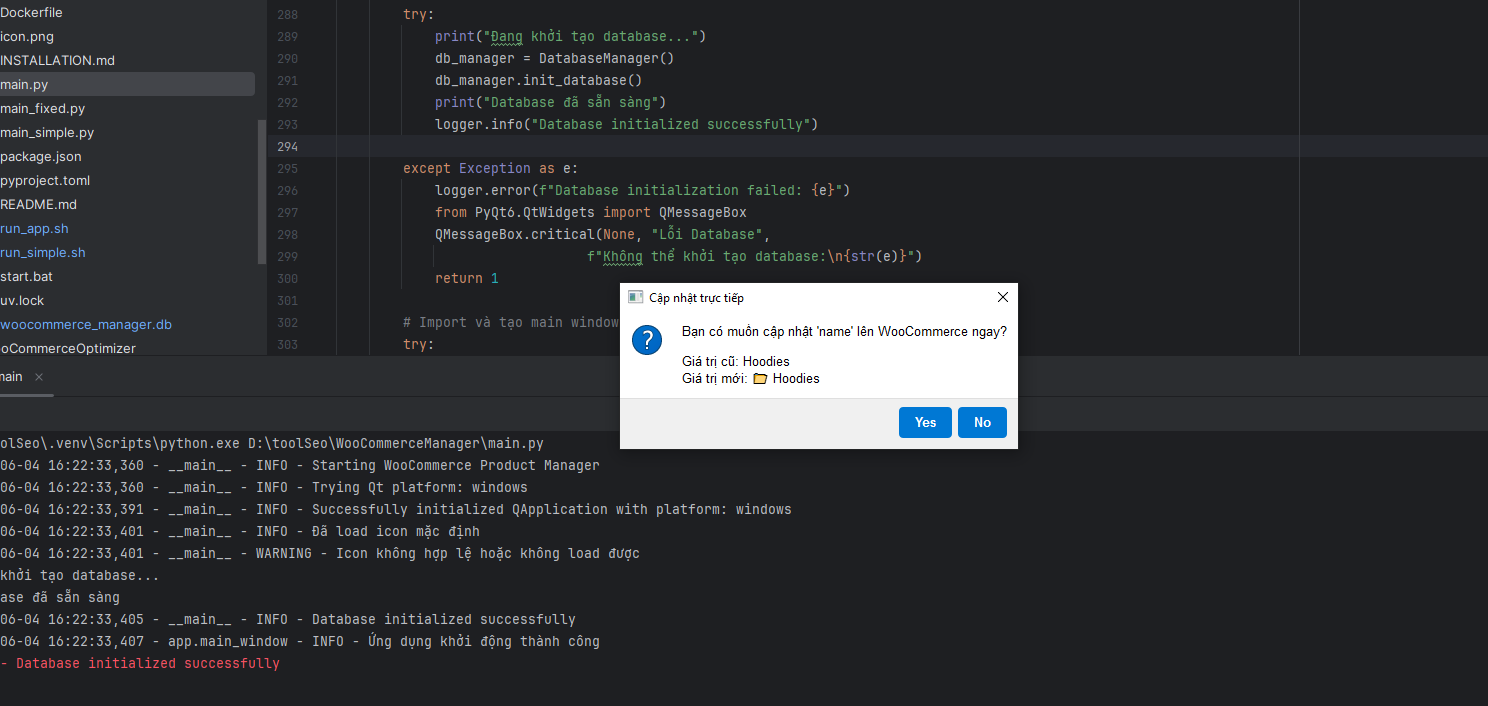 Dockerfile
icon.png
INSTALLATION.md
main.py
main_fixed.py
main_simple.py
package.json
pyproject.toml
README.md
run_app.sh
run_simple.sh
start.bat
uv.lock
woocommerce_manager.db
oCommerceOptimizer
288 try:
289 print("Đang khởi tạo database...")
290 db_manager = DatabaseManager()
291 db_manager.init_database()
292 print("Database đã sẵn sàng")
293 logger.info("Database initialized successfully")
294
295 except Exception as e:
296 logger.error(f"Database initialization failed: {e}")
297 from PyQt6.QtWidgets import QMessageBox
298 QMessageBox.critical(None, "Lỗi Database",
299 f"Không thể khởi tạo database:\n{str(e)}")
300 return 1
301
302 # Import và tạo main window
303 try:
Cập nhật trực tiếp
?
Bạn có muốn cập nhật 'name' lên WooCommerce ngay?
Giá trị cũ: Hoodies
Giá trị mới: 📁 Hoodies
Yes No
main
olSeo\.venv\Scripts\python.exe D:\toolSeo\WooCommerceManager\main.py
06-04 16:22:33,360 - __main__ - INFO - Starting WooCommerce Product Manager
06-04 16:22:33,360 - __main__ - INFO - Trying Qt platform: windows
06-04 16:22:33,391 - __main__ - INFO - Successfully initialized QApplication with platform: windows
06-04 16:22:33,401 - __main__ - INFO - Đã load icon mặc định
06-04 16:22:33,401 - __main__ - WARNING - Icon không hợp lệ hoặc không load được
khởi tạo database...
ase đã sẵn sàng
06-04 16:22:33,405 - __main__ - INFO - Database initialized successfully
06-04 16:22:33,407 - app.main_window - INFO - Ứng dụng khởi động thành công
- Database initialized successfully